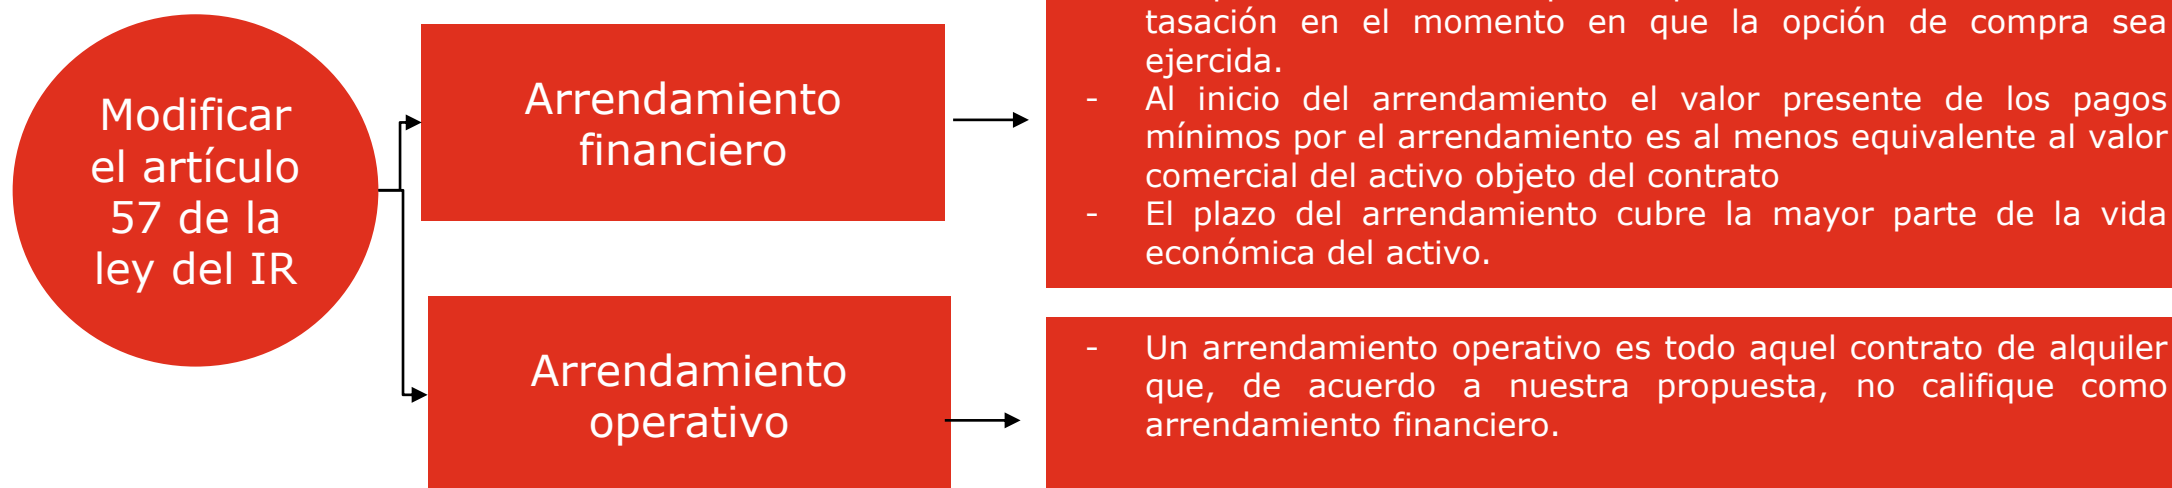 Modificar
el artículo
57 de la
ley del IR
Arrendamiento
financiero
tasación en el momento en que la opción de compra sea
ejercida.
- Al inicio del arrendamiento el valor presente de los pagos
mínimos por el arrendamiento es al menos equivalente al valor
comercial del activo objeto del contrato
- El plazo del arrendamiento cubre la mayor parte de la vida
económica del activo.
Arrendamiento
operativo
- Un arrendamiento operativo es todo aquel contrato de alquiler
que, de acuerdo a nuestra propuesta, no califique como
arrendamiento financiero.